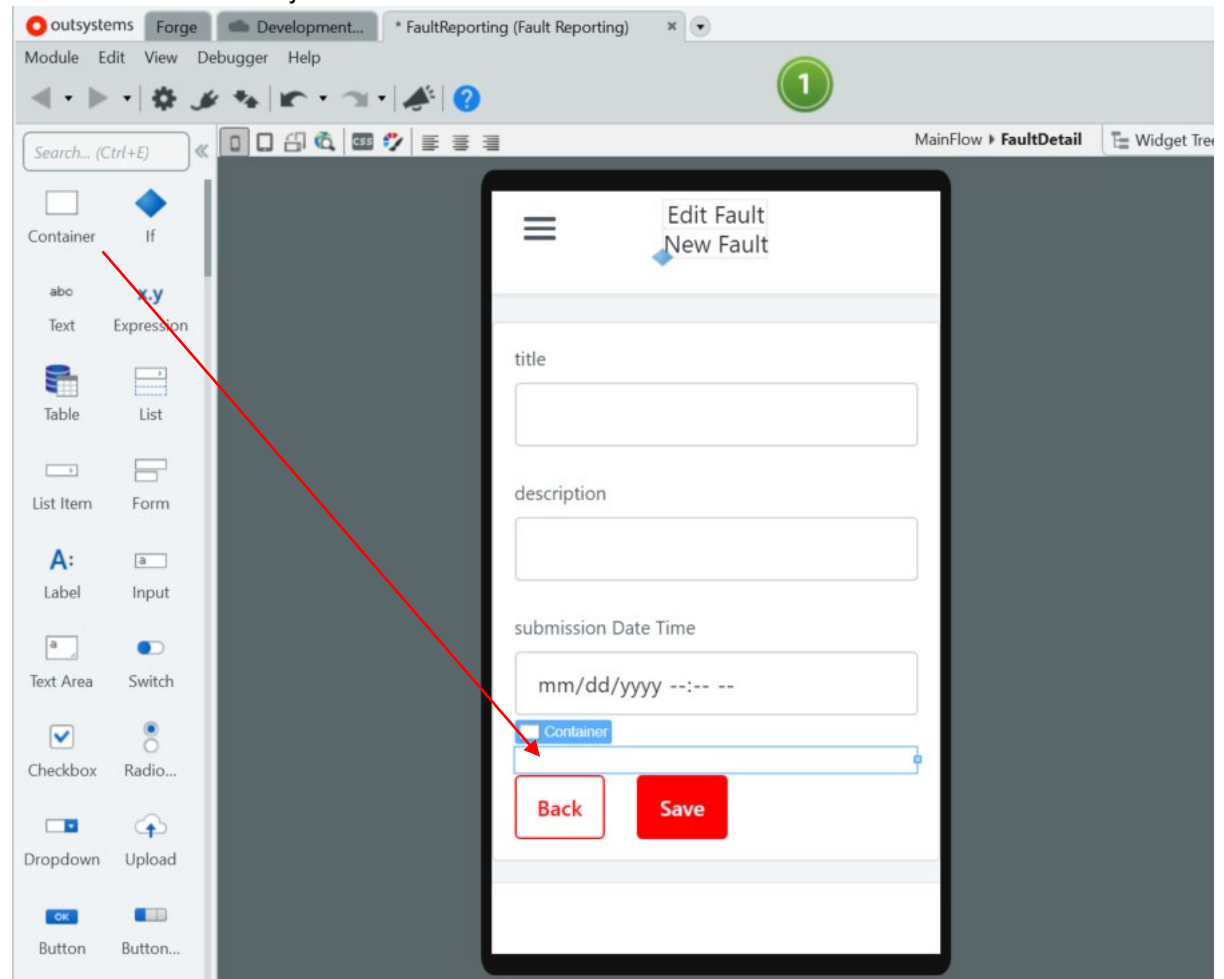 outsystems Forge Development... * FaultReporting (Fault Reporting)
Module Edit View Debugger Help
1
Search... (Ctrl+E)
CSS
MainFlow FaultDetail Widget Tree
Container If
abc x.y
Text Expression
Table List
List Item Form
A: a
Label Input
a
Text Area Switch
Checkbox Radio...
Dropdown Upload
OK
Button Button...
Edit Fault
New Fault
title
description
submission Date Time
mm/dd/yyyy --:-- --
Container
Back Save